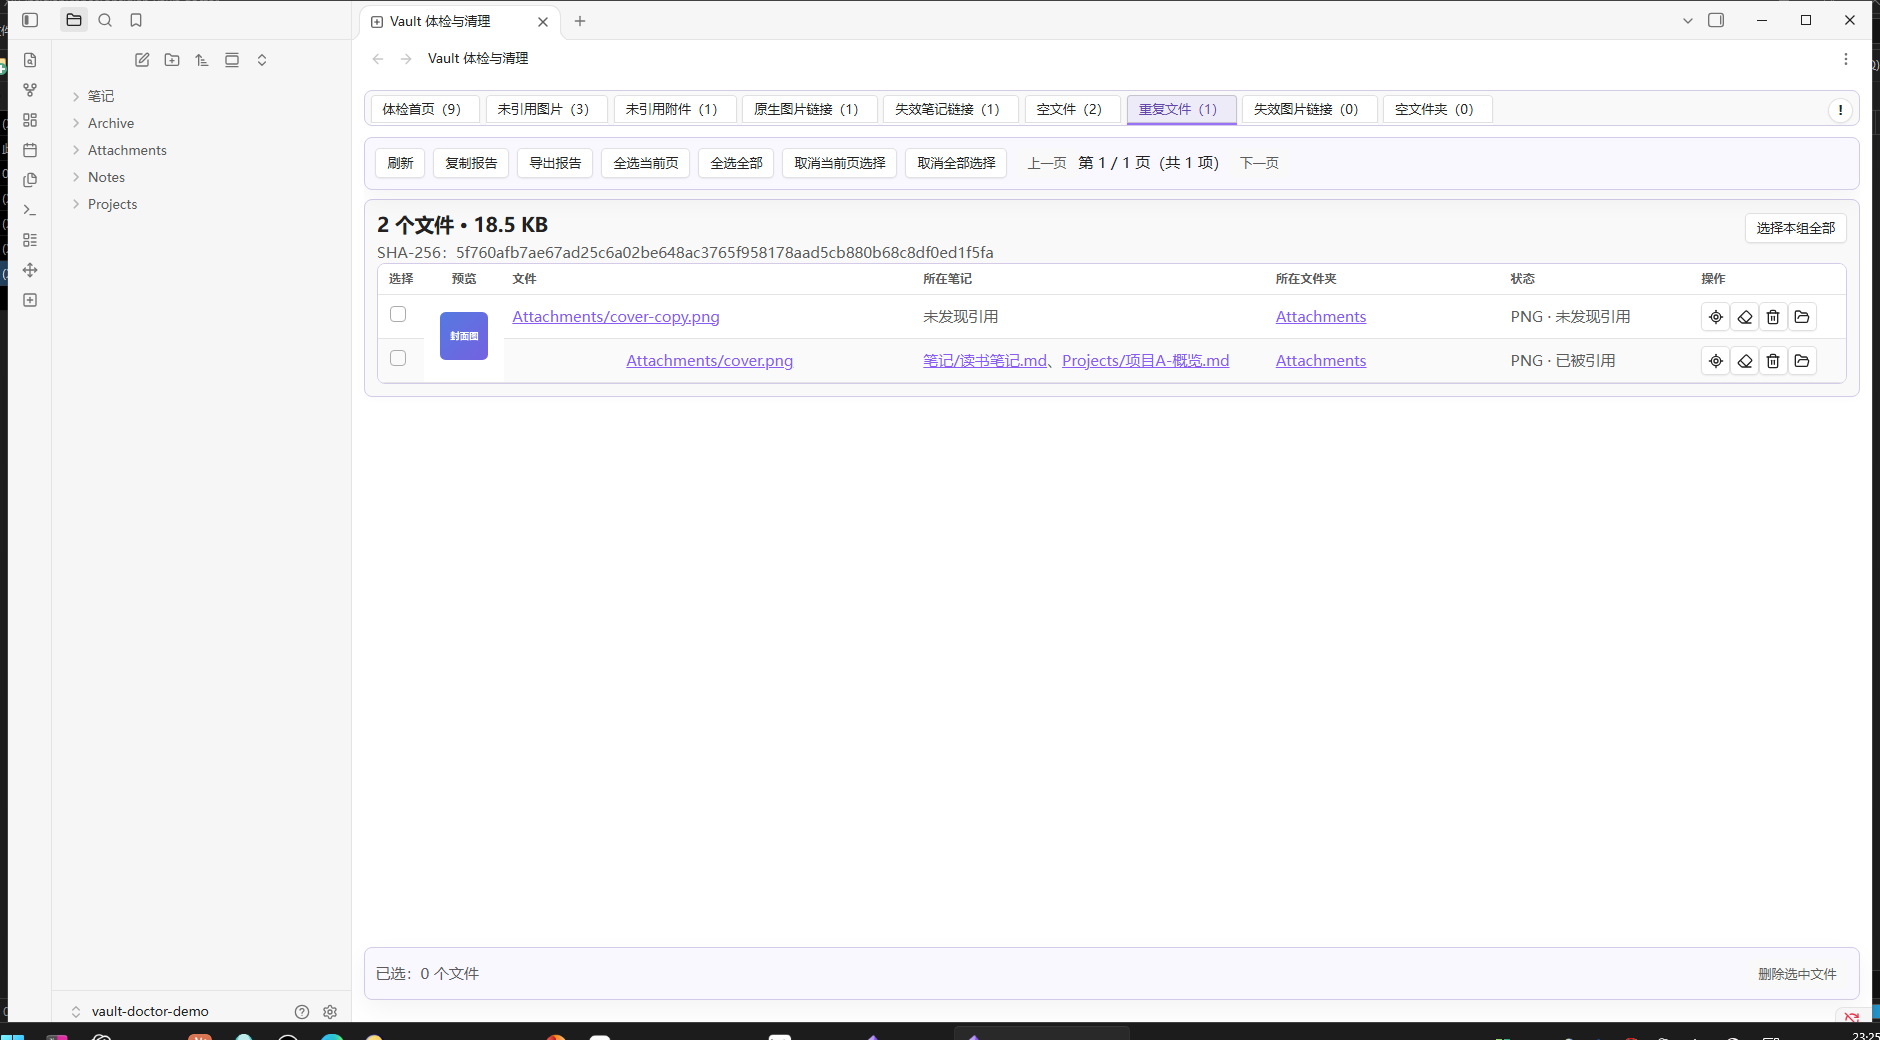 Vault 体检与清理
Vault 体检与清理
笔记
Archive
Attachments
Notes
Projects
体检首页（9） 未引用图片（3） 未引用附件（1） 原生图片链接（1） 失效笔记链接（1） 空文件（2） 重复文件（1） 失效图片链接（0） 空文件夹（0） !
刷新 复制报告 导出报告 全选当前页 全选全部 取消当前页选择 取消全部选择 上一页 第 1 / 1 页（共 1 项） 下一页
2 个文件 • 18.5 KB
选择本组全部
SHA-256：5f760afb7ae67ad25c6a02be648ac3765f958178aad5cb880b68c8df0ed1f5fa
选择 预览 文件 所在笔记 所在文件夹 状态 操作
Attachments/cover-copy.png 未发现引用 Attachments PNG · 未发现引用
封面图
Attachments/cover.png 笔记/读书笔记.md、Projects/项目A-概览.md Attachments PNG · 已被引用
已选：0 个文件 删除选中文件
vault-doctor-demo
23:25